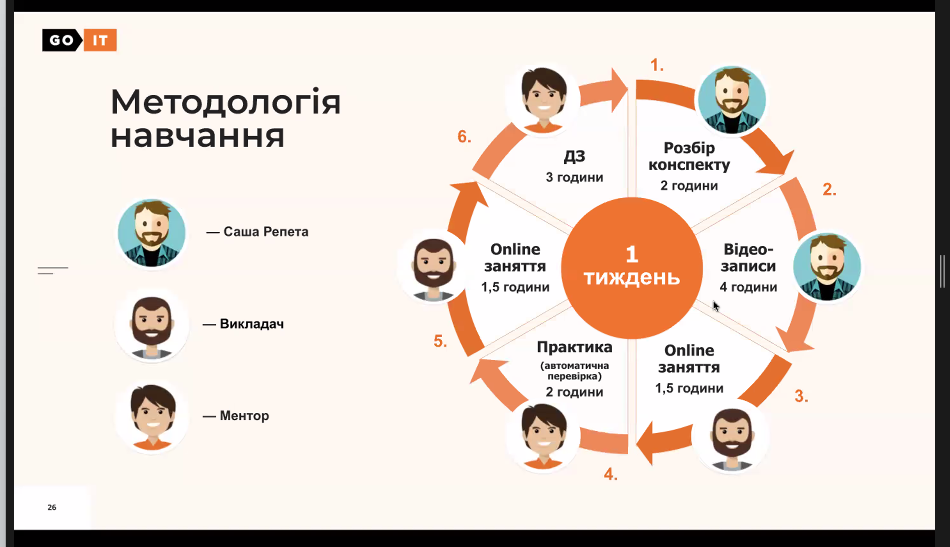 GO IT
Методологія
навчання
— Саша Репета
— Викладач
— Ментор
1.
Розбір
конспекту
2 години
2.
Відео-
записи
4 години
3.
Online
заняття
1,5 години
4.
Практика
(автоматична
перевірка)
2 години
5.
Online
заняття
1,5 години
6.
ДЗ
3 години
1
тиждень
26